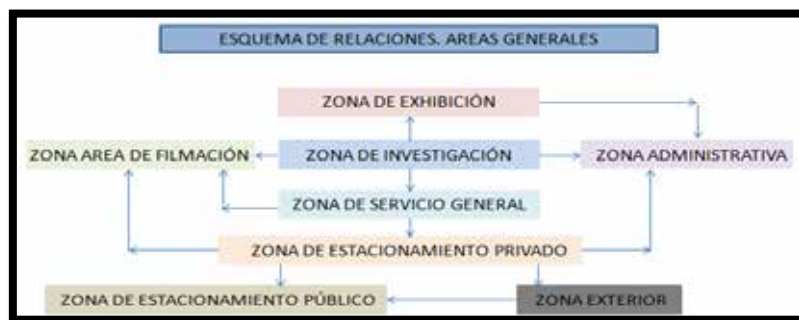 ESQUEMA DE RELACIONES. AREAS GENERALES
ZONA DE EXHIBICIÓN
ZONA AREA DE FILMACIÓN
ZONA DE INVESTIGACIÓN
ZONA ADMINISTRATIVA
ZONA DE SERVICIO GENERAL
ZONA DE ESTACIONAMIENTO PRIVADO
ZONA DE ESTACIONAMIENTO PÚBLICO
ZONA EXTERIOR